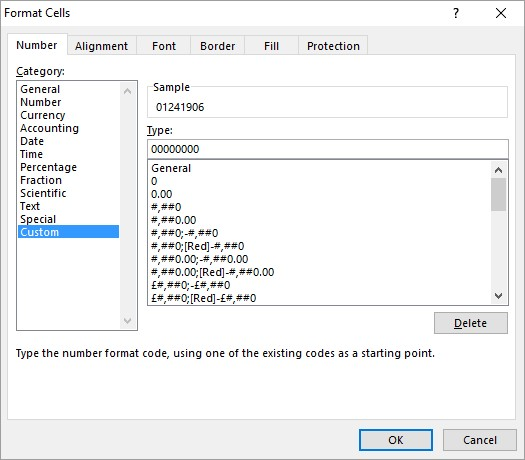 Format Cells
?
Number Alignment Font Border Fill Protection
Category:
General
Number
Currency
Accounting
Date
Time
Percentage
Fraction
Scientific
Text
Special
Custom
Sample
01241906
Type:
00000000
General
0
0.00
#,##0
#,##0.00
#,##0;-#,##0
#,##0;[Red]-#,##0
#,##0.00;-#,##0.00
#,##0.00;[Red]-#,##0.00
£#,##0;-£#,##0
£#,##0;[Red]-£#,##0
Delete
Type the number format code, using one of the existing codes as a starting point.
OK Cancel